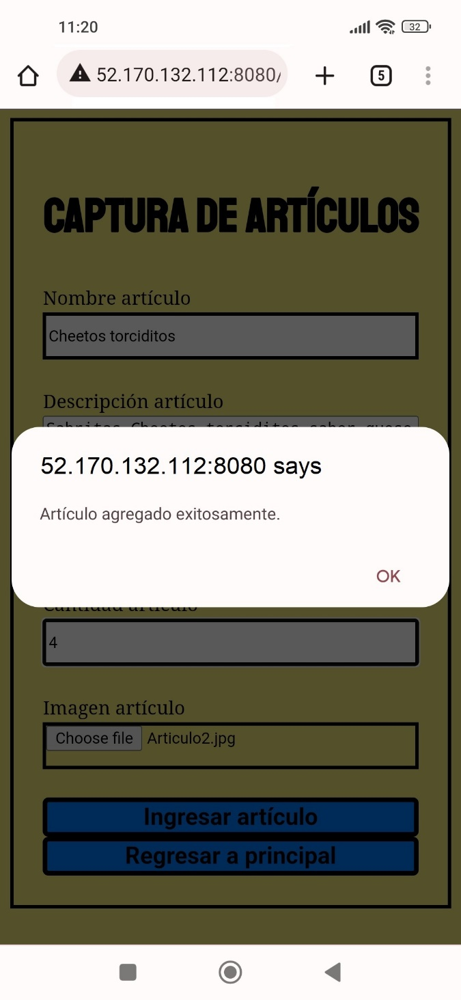 11:20
32
52.170.132.112:8080/
5
CAPTURA DE ARTÍCULOS
Nombre artículo
Cheetos torciditos
Descripción artículo
Sabritas Cheetos torciditos sabor queso
52.170.132.112:8080 says
Artículo agregado exitosamente.
OK
Cantidad artículo
4
Imagen artículo
Choose file Articulo2.jpg
Ingresar artículo
Regresar a principal